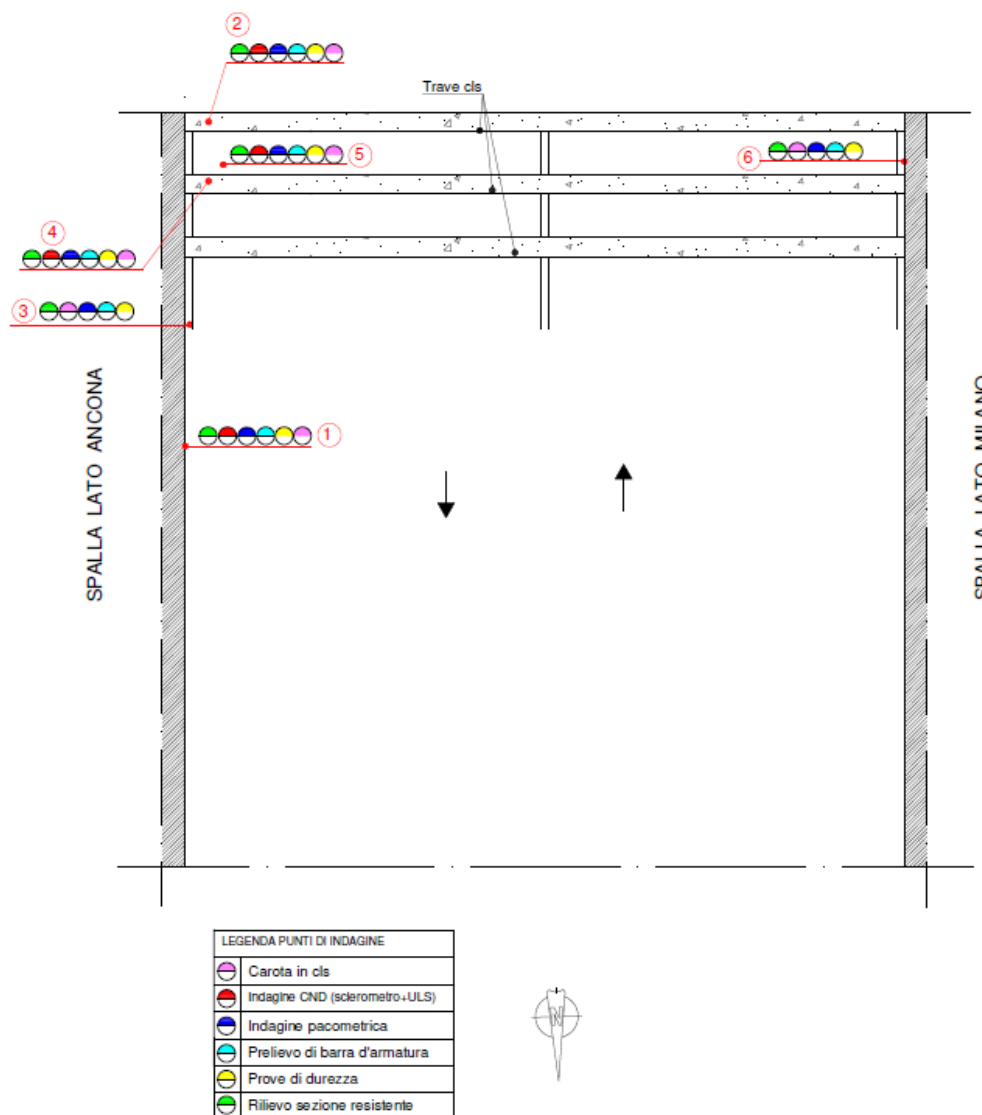 2
Trave cls
5
6
4
3
1
SPALLA LATO ANCONA
SPALLA LATO MILANO
LEGENDA PUNTI DI INDAGINE
Carota in cls
Indagine CND (sclerometro+ULS)
Indagine pacometrica
Prelievo di barra d'armatura
Prove di durezza
Rilievo sezione resistente
N